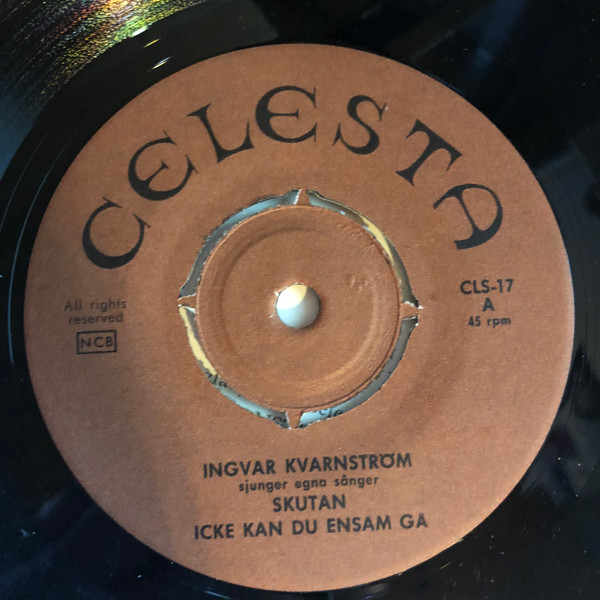 CELESTA
All rights
reserved
NCB
CLS-17
A
45 rpm
INGVAR KVARNSTRÖM
sjunger egna sånger
SKUTAN
ICKE KAN DU ENSAM GÅ